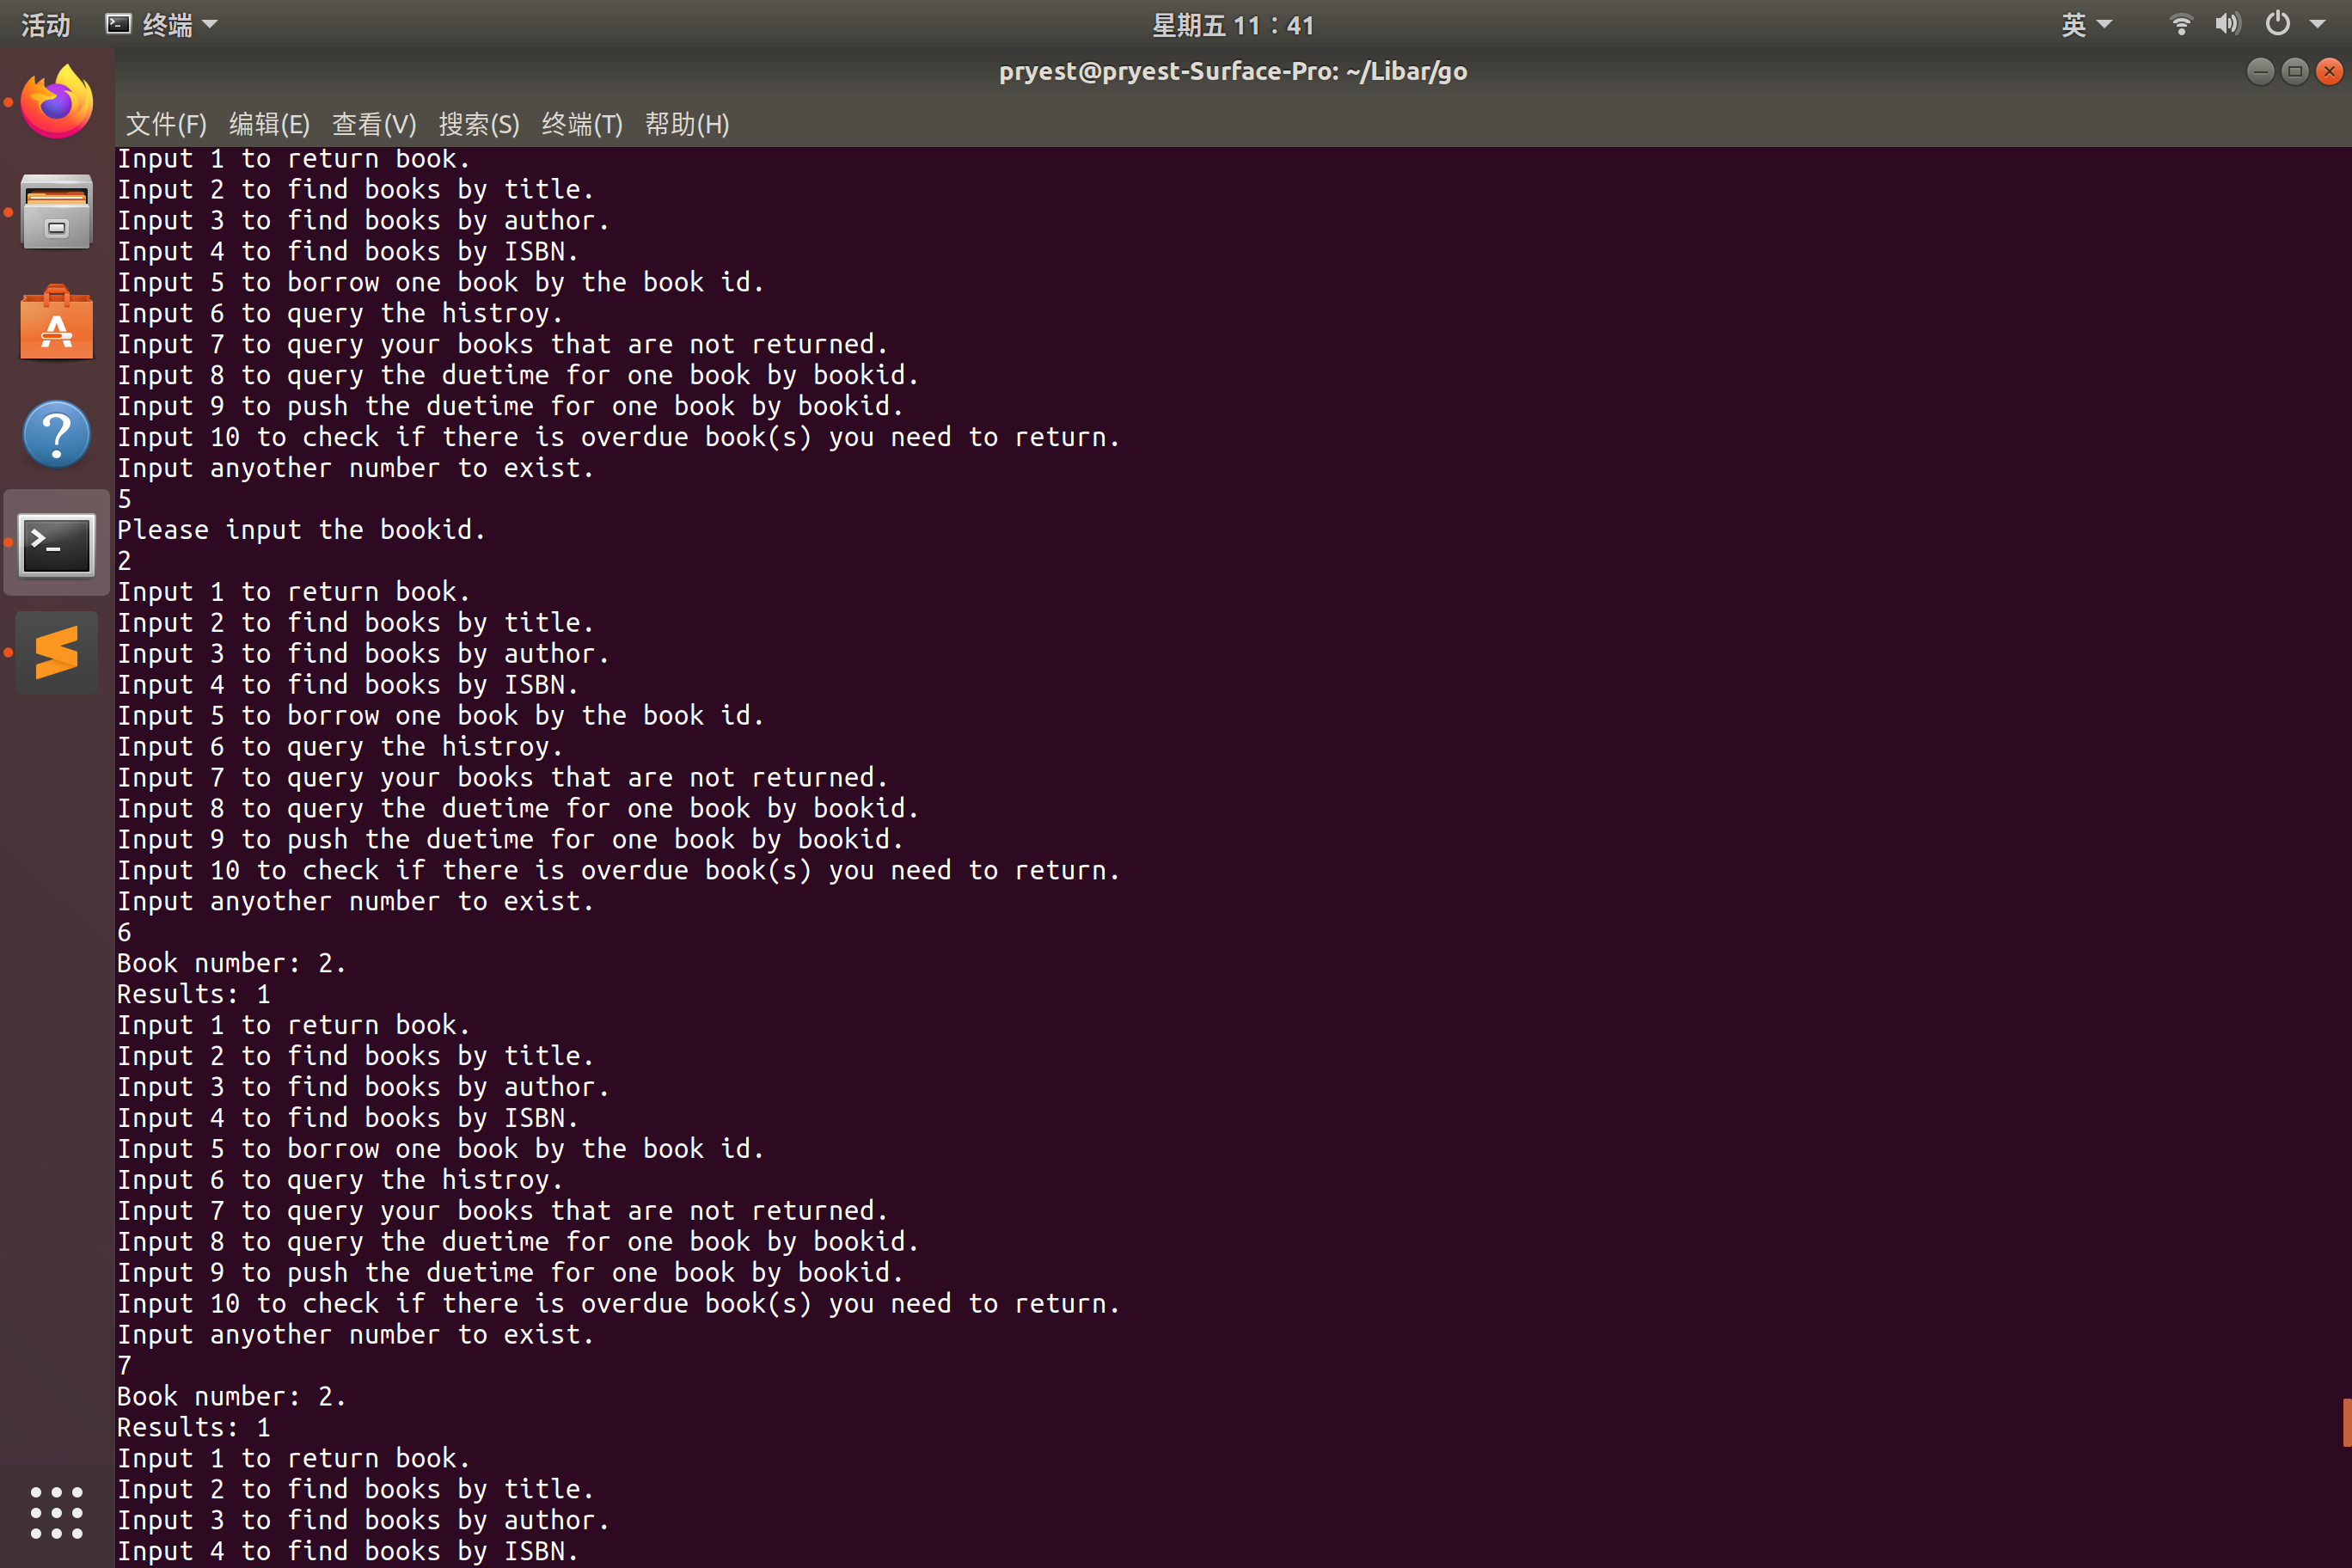 活动 终端 星期五 11：41 英
pryest@pryest-Surface-Pro: ~/Libar/go
文件(F) 编辑(E) 查看(V) 搜索(S) 终端(T) 帮助(H)
Input 1 to return book.
Input 2 to find books by title.
Input 3 to find books by author.
Input 4 to find books by ISBN.
Input 5 to borrow one book by the book id.
Input 6 to query the histroy.
Input 7 to query your books that are not returned.
Input 8 to query the duetime for one book by bookid.
Input 9 to push the duetime for one book by bookid.
Input 10 to check if there is overdue book(s) you need to return.
Input anyother number to exist.
5
Please input the bookid.
2
Input 1 to return book.
Input 2 to find books by title.
Input 3 to find books by author.
Input 4 to find books by ISBN.
Input 5 to borrow one book by the book id.
Input 6 to query the histroy.
Input 7 to query your books that are not returned.
Input 8 to query the duetime for one book by bookid.
Input 9 to push the duetime for one book by bookid.
Input 10 to check if there is overdue book(s) you need to return.
Input anyother number to exist.
6
Book number: 2.
Results: 1
Input 1 to return book.
Input 2 to find books by title.
Input 3 to find books by author.
Input 4 to find books by ISBN.
Input 5 to borrow one book by the book id.
Input 6 to query the histroy.
Input 7 to query your books that are not returned.
Input 8 to query the duetime for one book by bookid.
Input 9 to push the duetime for one book by bookid.
Input 10 to check if there is overdue book(s) you need to return.
Input anyother number to exist.
7
Book number: 2.
Results: 1
Input 1 to return book.
Input 2 to find books by title.
Input 3 to find books by author.
Input 4 to find books by ISBN.